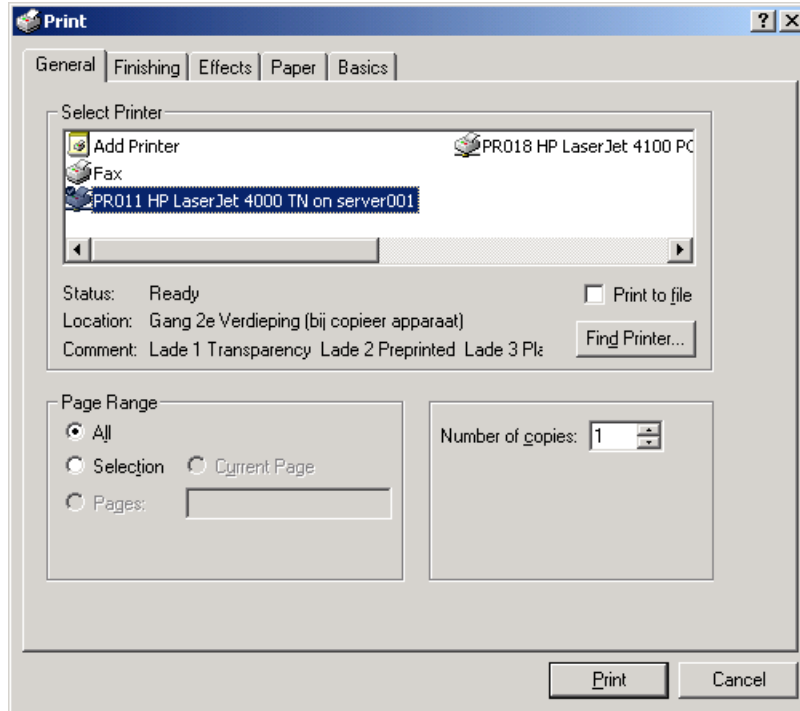 Print
General Finishing Effects Paper Basics
Select Printer
Add Printer
Fax
PR011 HP LaserJet 4000 TN on server001
PR018 HP LaserJet 4100 PC
Status: Ready
Location: Gang 2e Verdieping (bij copieer apparaat)
Comment: Lade 1 Transparency Lade 2 Preprinted Lade 3 Pla
Print to file
Find Printer...
Page Range
All
Selection Current Page
Pages:
Number of copies: 1
Print Cancel